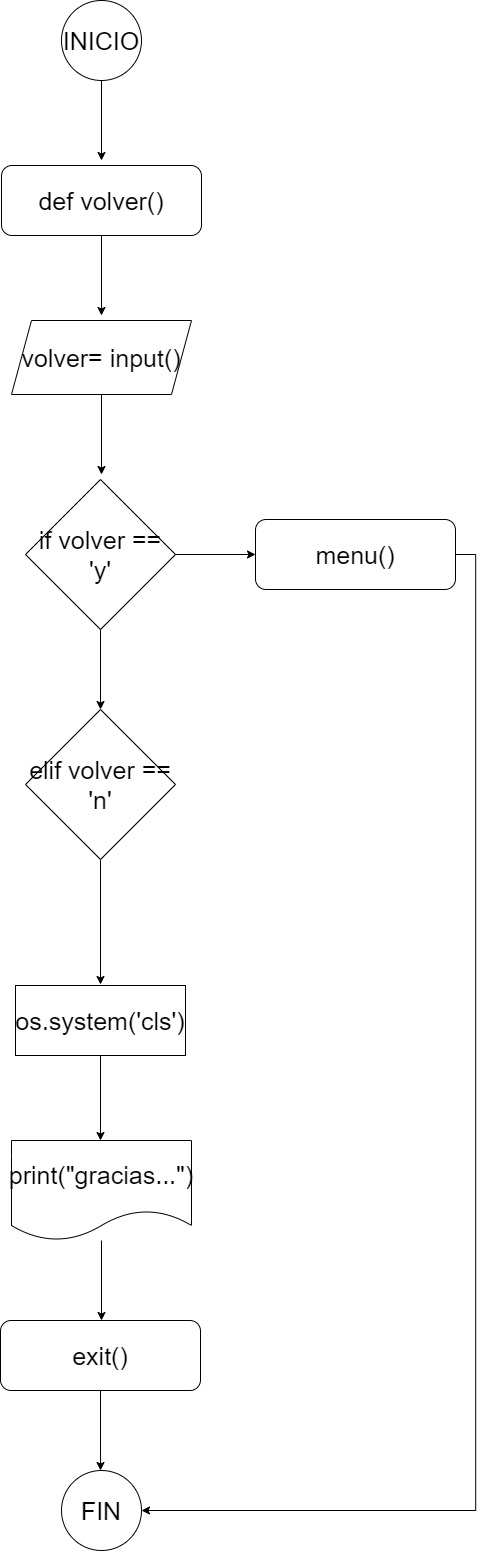 INICIO
def volver()
volver= input()
if volver ==
'y'
menu()
elif volver ==
'n'
os.system('cls')
print("gracias...")
exit()
FIN